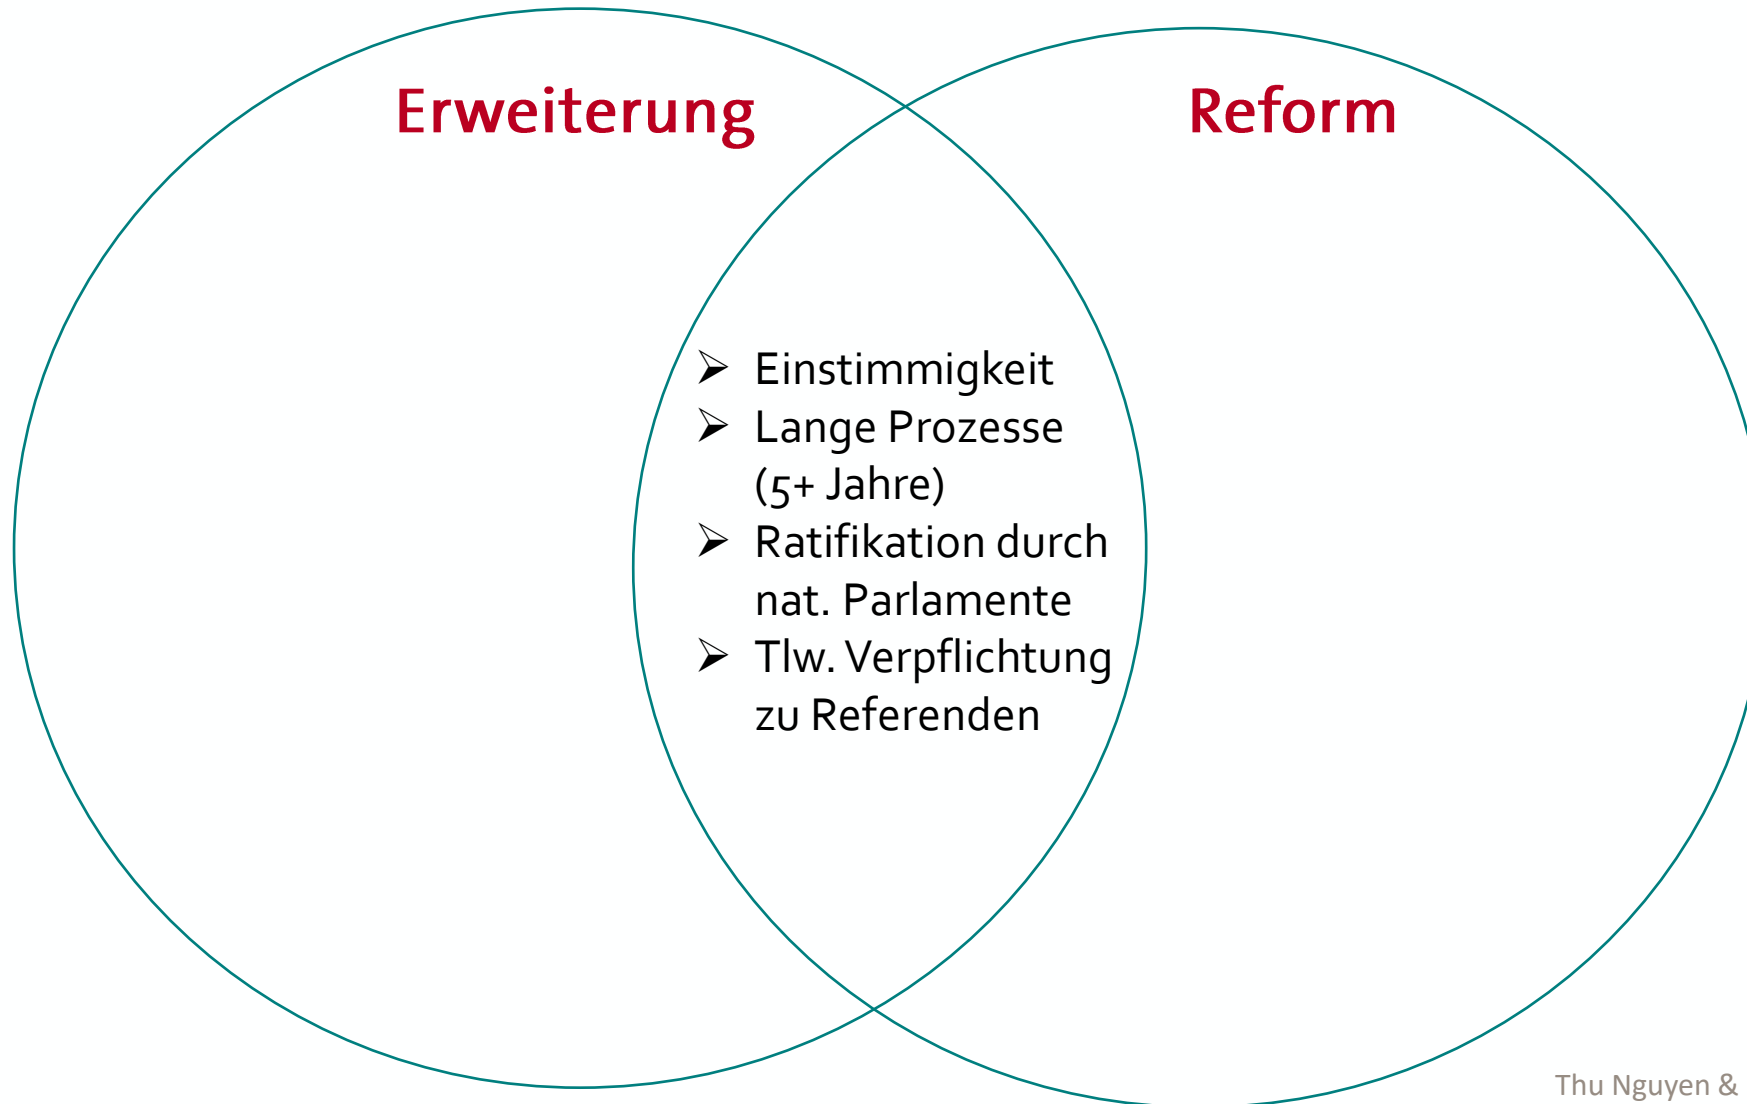 Erweiterung
Reform
➢ Einstimmigkeit
➢ Lange Prozesse
(5+ Jahre)
➢ Ratifikation durch
nat. Parlamente
➢ Tlw. Verpflichtung
zu Referenden
Thu Nguyen &